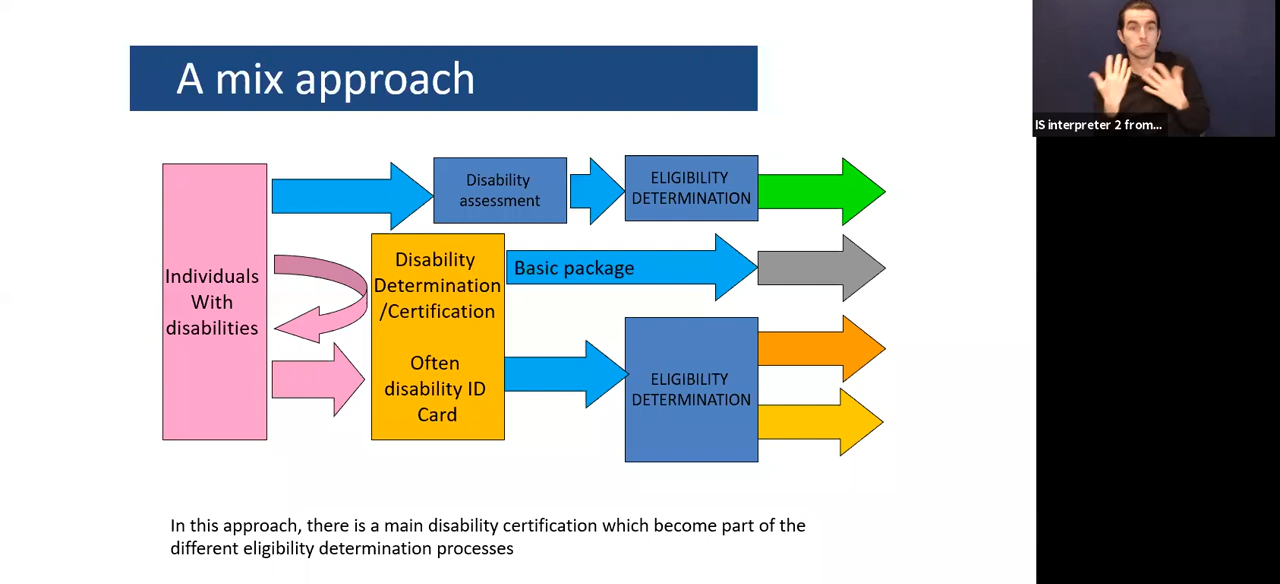 A mix approach
IS interpreter 2 from...
Individuals
With
disabilities
Disability
assessment
ELIGIBILITY
DETERMINATION
Disability
Determination
/Certification
Often
disability ID
Card
Basic package
ELIGIBILITY
DETERMINATION
In this approach, there is a main disability certification which become part of the
different eligibility determination processes